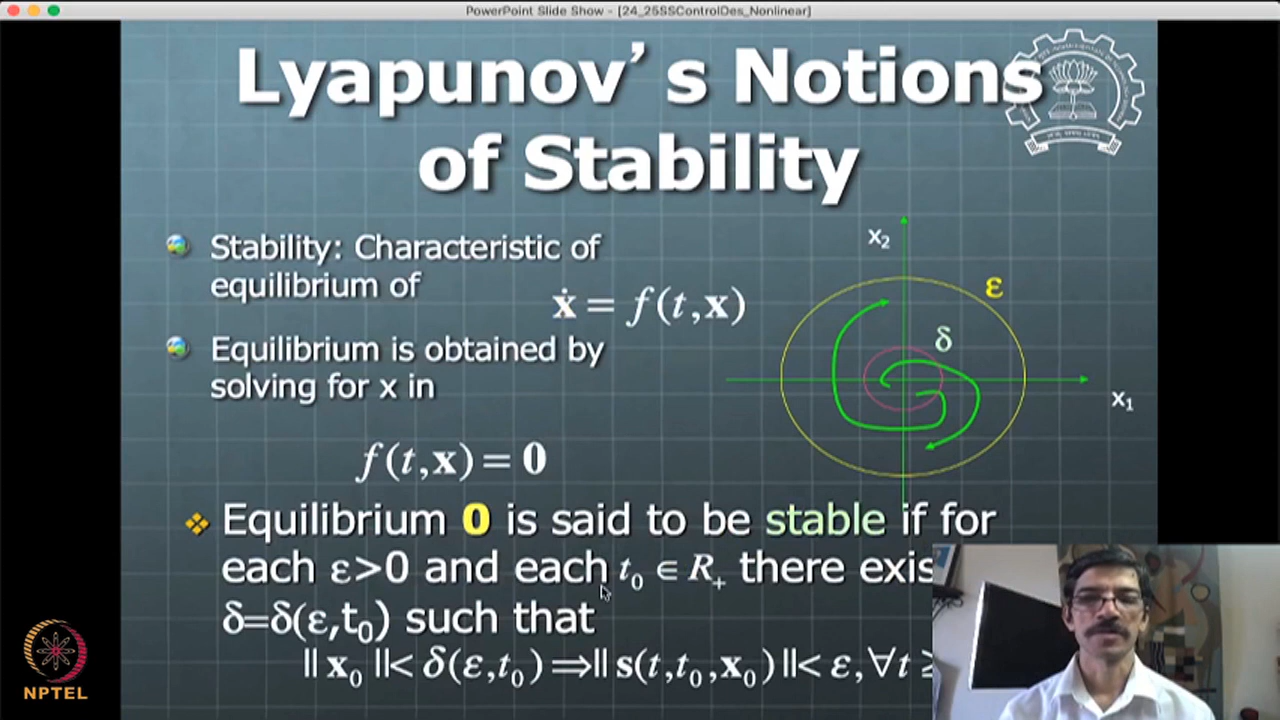 PowerPoint Slide Show - [24_25SSControlDes_Nonlinear]
Lyapunov's Notions
of Stability
Stability: Characteristic of
equilibrium of
ẋ = f(t,x)
Equilibrium is obtained by
solving for x in
f(t,x) = 0
x₂
ε
δ
x₁
Equilibrium 0 is said to be stable if for
each ε>0 and each t₀ ∈ R₊ there exis
δ=δ(ε,t₀) such that
|| x₀ ||< δ(ε,t₀) ⇒|| s(t,t₀,x₀) ||< ε, ∀t ≥
NPTEL